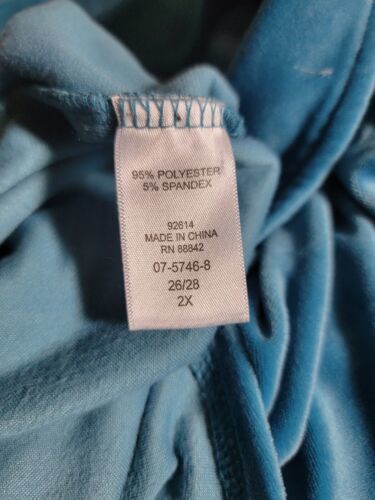 95% POLYESTER
5% SPANDEX
92614
MADE IN CHINA
RN 88842
07-5746-8
26/28
2X